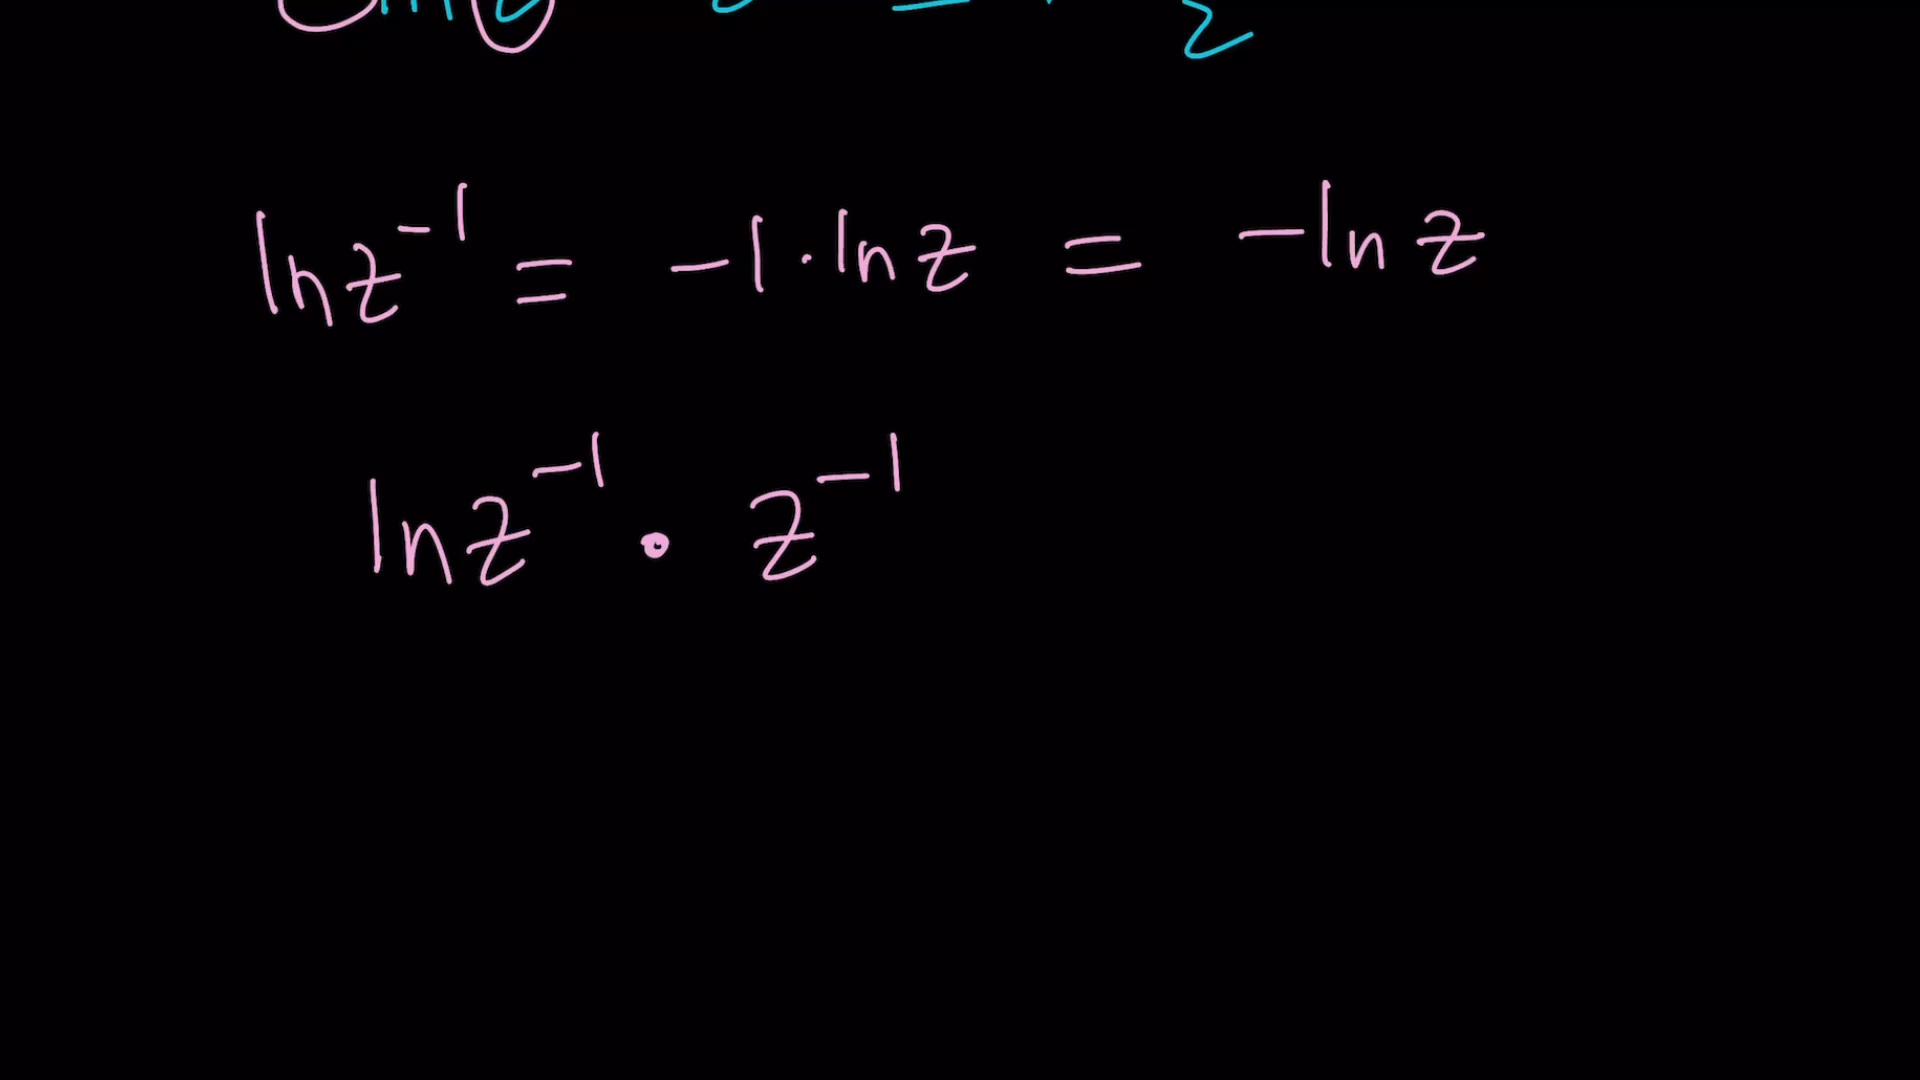 ln z⁻¹ = -1 · ln z = -ln z
ln z⁻¹ · z⁻¹